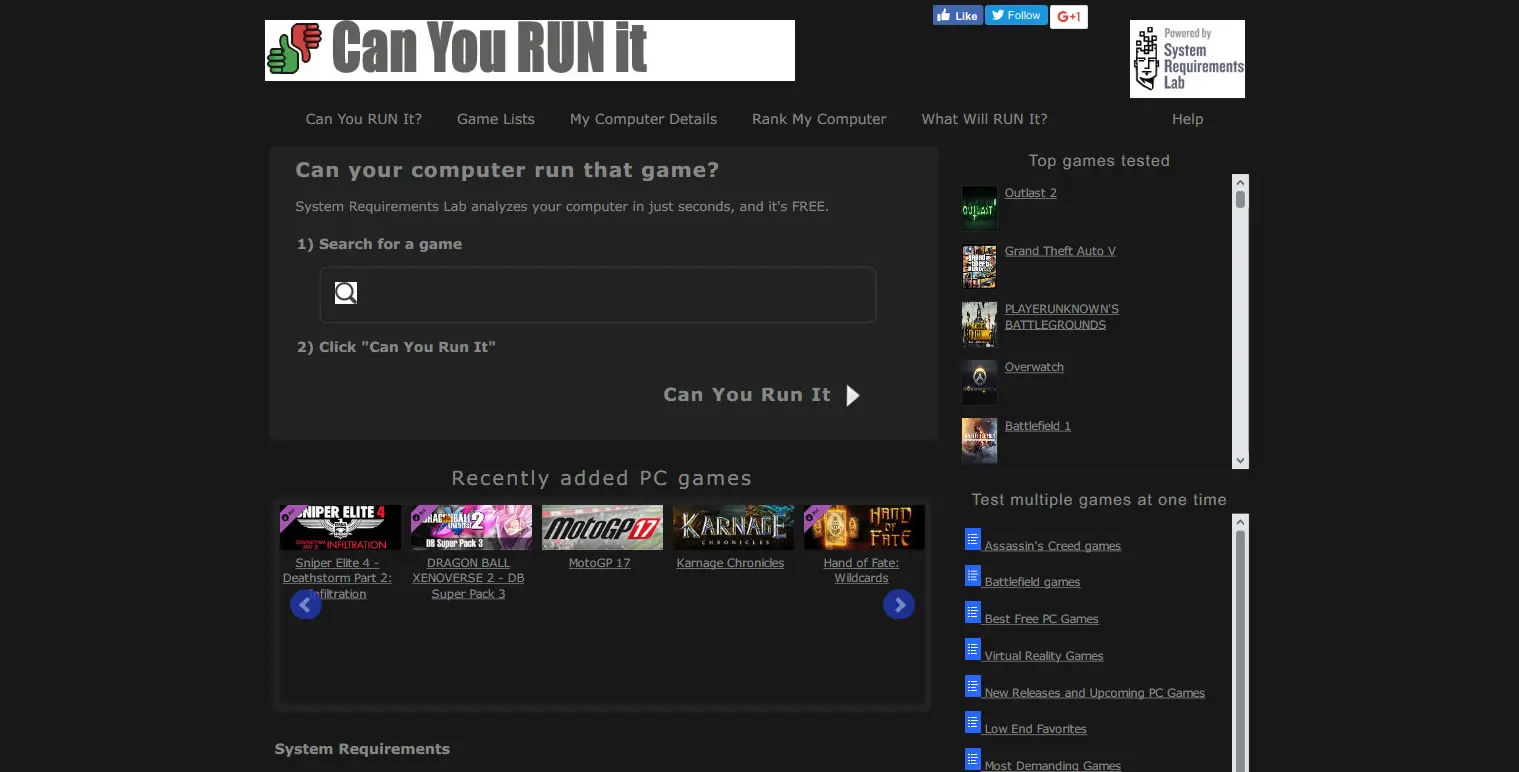 Like
Follow
G+1
Can You RUN it
Powered by
System
Requirements
Lab
Can You RUN It?
Game Lists
My Computer Details
Rank My Computer
What Will RUN It?
Help
Can your computer run that game?
System Requirements Lab analyzes your computer in just seconds, and it's FREE.
1) Search for a game
2) Click "Can You Run It"
Can You Run It
Top games tested
OUTLAST
Outlast 2
Grand Theft Auto V
PLAYERUNKNOWN'S
BATTLEGROUNDS
Overwatch
Battlefield 1
Recently added PC games
SNIPER ELITE 4
INFILTRATION
Sniper Elite 4 -
Deathstorm Part 2:
Infiltration
DB Super Pack 3
DRAGON BALL
XENOVERSE 2 - DB
Super Pack 3
MotoGP 17
MotoGP 17
KARNAGE
CHRONICLES
Karnage Chronicles
HAND
OF
FATE
Hand of Fate:
Wildcards
Test multiple games at one time
Assassin's Creed games
Battlefield games
Best Free PC Games
Virtual Reality Games
New Releases and Upcoming PC Games
Low End Favorites
Most Demanding Games
System Requirements